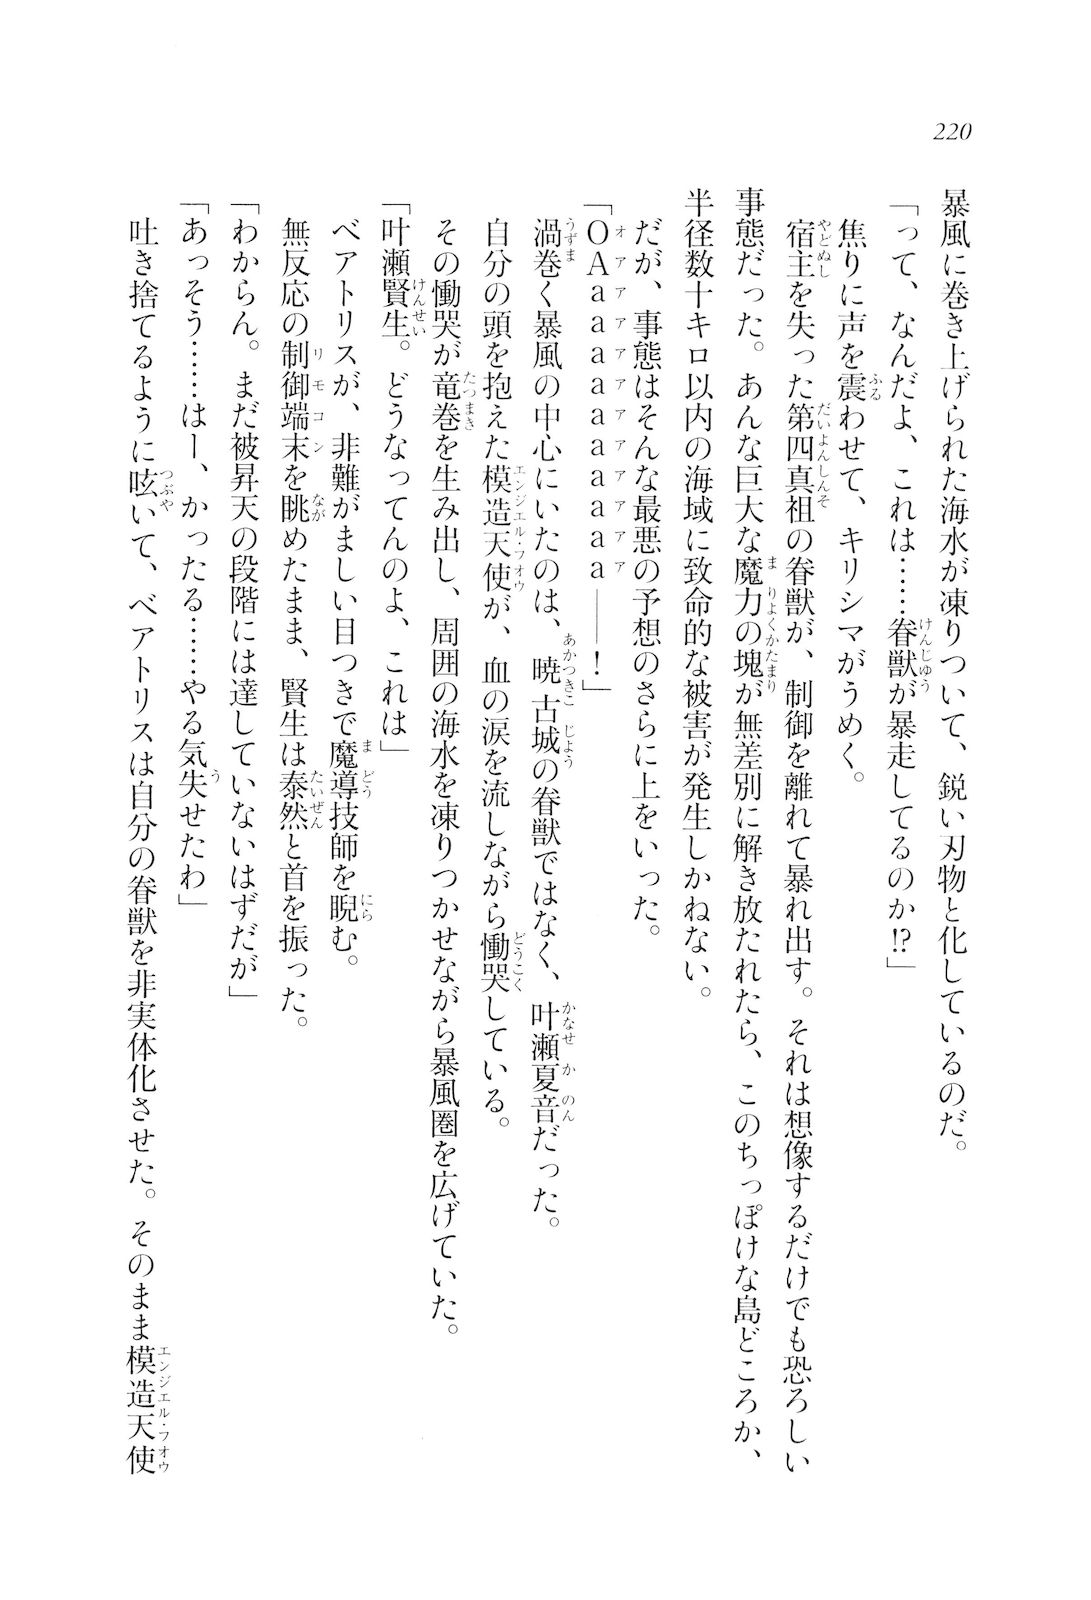 220
暴風に巻き上げられた海水が凍りついて、鋭い刃物と化しているのだ。
「って、なんだよ、これは……眷獣が暴走してるのか!?」
焦りに声を震わせて、キリシマがうめく。
宿主を失った第四真祖の眷獣が、制御を離れて暴れ出す。それは想像するだけでも恐ろしい
事態だった。あんな巨大な魔力の塊が無差別に解き放たれたら、このちっぽけな島どころか、
半径数十キロ以内の海域に致命的な被害が発生しかねない。
だが、事態はそんな最悪の予想のさらに上をいった。
「OAaaaaaaaa――!」
渦巻く暴風の中心にいたのは、暁古城の眷獣ではなく、叶瀬夏音だった。
自分の頭を抱えた模造天使が、血の涙を流しながら慟哭している。
その慟哭が竜巻を生み出し、周囲の海水を凍りつかせながら暴風圏を広げていた。
「叶瀬賢生。どうなってんのよ、これは」
ベアトリスが、非難がましい目つきで魔導技師を睨む。
無反応の制御端末を眺めたまま、賢生は泰然と首を振った。
「わからん。まだ被昇天の段階には達していないはずだが」
「あっそう……はー、かったる……やる気失せたわ」
吐き捨てるように呟いて、ベアトリスは自分の眷獣を非実体化させた。そのまま模造天使